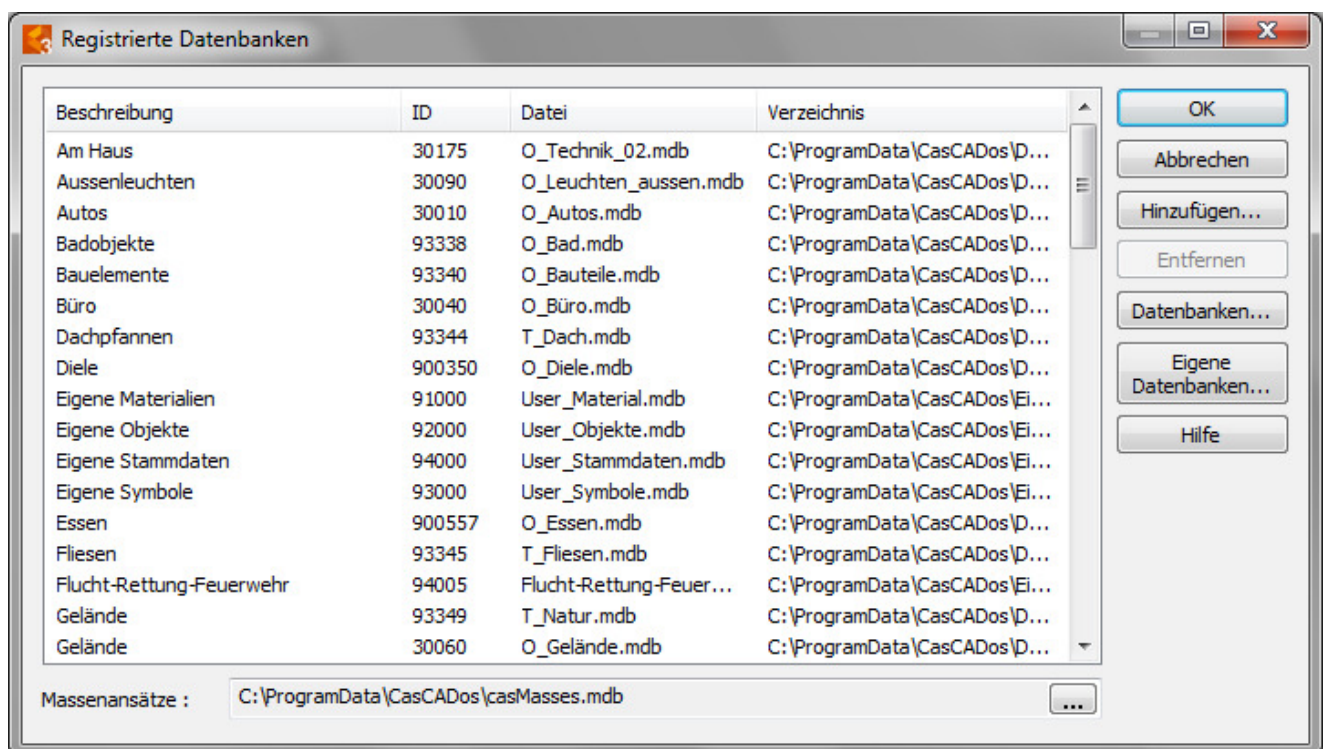 Registrierte Datenbanken
Beschreibung ID Datei Verzeichnis
Am Haus 30175 O_Technik_02.mdb C:\ProgramData\CasCADos\D...
Aussenleuchten 30090 O_Leuchten_aussen.mdb C:\ProgramData\CasCADos\D...
Autos 30010 O_Autos.mdb C:\ProgramData\CasCADos\D...
Badobjekte 93338 O_Bad.mdb C:\ProgramData\CasCADos\D...
Bauelemente 93340 O_Bauteile.mdb C:\ProgramData\CasCADos\D...
Büro 30040 O_Büro.mdb C:\ProgramData\CasCADos\D...
Dachpfannen 93344 T_Dach.mdb C:\ProgramData\CasCADos\D...
Diele 900350 O_Diele.mdb C:\ProgramData\CasCADos\D...
Eigene Materialien 91000 User_Material.mdb C:\ProgramData\CasCADos\Ei...
Eigene Objekte 92000 User_Objekte.mdb C:\ProgramData\CasCADos\Ei...
Eigene Stammdaten 94000 User_Stammdaten.mdb C:\ProgramData\CasCADos\Ei...
Eigene Symbole 93000 User_Symbole.mdb C:\ProgramData\CasCADos\Ei...
Essen 900557 O_Essen.mdb C:\ProgramData\CasCADos\D...
Fliesen 93345 T_Fliesen.mdb C:\ProgramData\CasCADos\D...
Flucht-Rettung-Feuerwehr 94005 Flucht-Rettung-Feuer... C:\ProgramData\CasCADos\Ei...
Gelände 93349 T_Natur.mdb C:\ProgramData\CasCADos\D...
Gelände 30060 O_Gelände.mdb C:\ProgramData\CasCADos\D...
Massenansätze : C:\ProgramData\CasCADos\casMasses.mdb ...
OK
Abbrechen
Hinzufügen...
Entfernen
Datenbanken...
Eigene
Datenbanken...
Hilfe